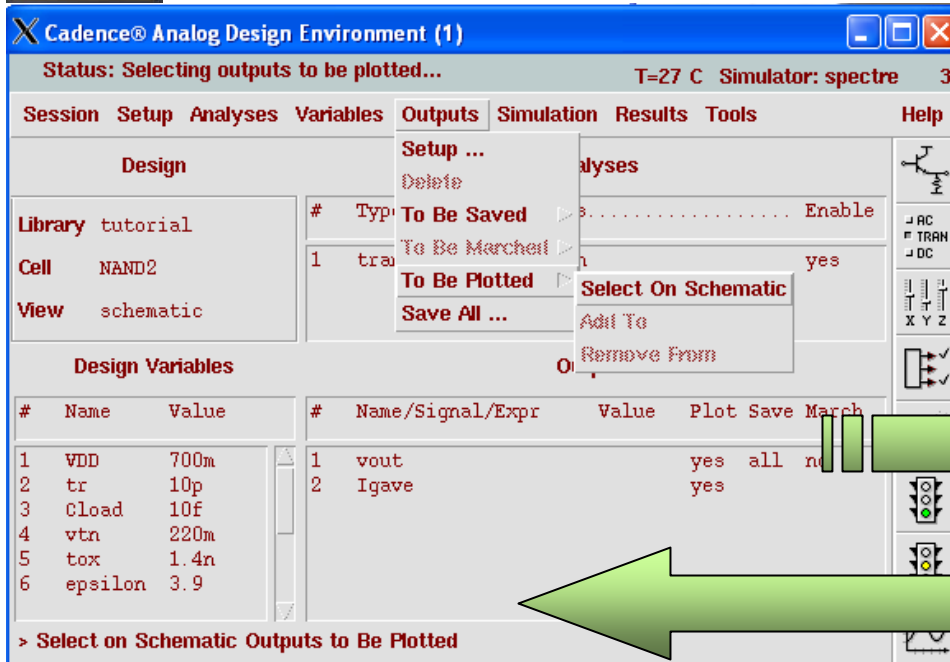 X Cadence® Analog Design Environment (1)
Status: Selecting outputs to be plotted... T=27 C Simulator: spectre 3
Session Setup Analyses Variables Outputs Simulation Results Tools Help
Design
Setup ...
Delete
To Be Saved
To Be Marched
To Be Plotted
Save All ...
Select On Schematic
Add To
Remove From
# Enable
1 yes
Library tutorial
Cell NAND2
View schematic
AC
TRAN
DC
X Y Z
Design Variables
# Name Value
1 VDD 700m
2 tr 10p
3 Cload 10f
4 vtn 220m
5 tox 1.4n
6 epsilon 3.9
# Name/Signal/Expr Value Plot Save March
1 vout yes all
2 Igave yes
> Select on Schematic Outputs to Be Plotted